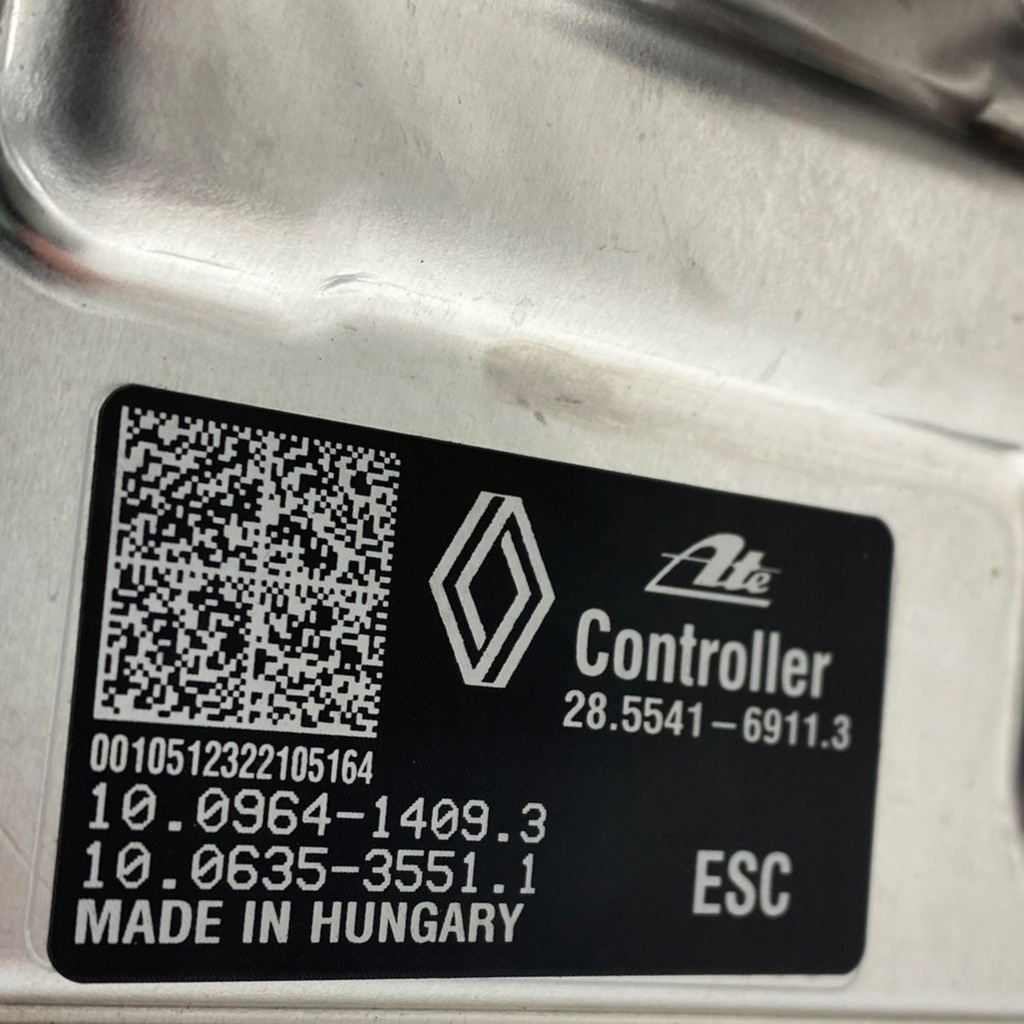 Ate
Controller
28.5541-6911.3
0010512322105164
10.0964-1409.3
10.0635-3551.1
ESC
MADE IN HUNGARY